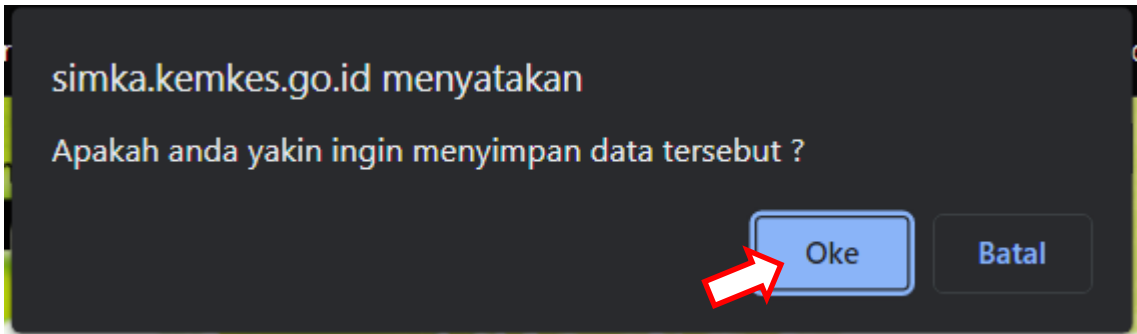 simka.kemkes.go.id menyatakan
Apakah anda yakin ingin menyimpan data tersebut ?
Oke Batal